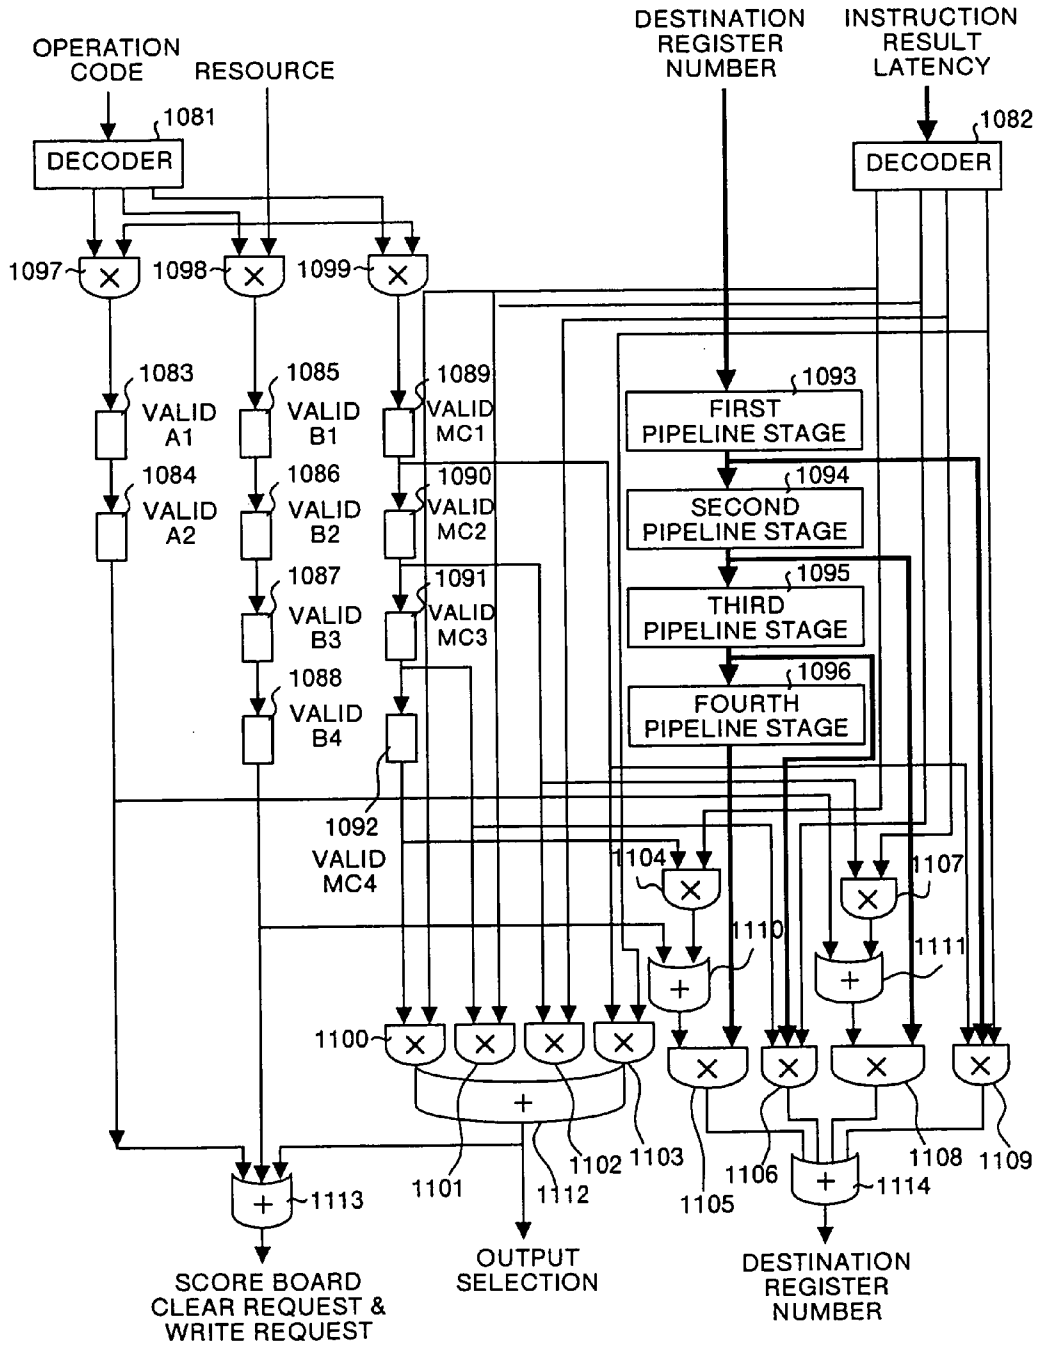 OPERATION
CODE
RESOURCE
DESTINATION
REGISTER
NUMBER
INSTRUCTION
RESULT
LATENCY
1081
DECODER
1082
DECODER
1097
×
1098
×
1099
×
1083
VALID
A1
1084
VALID
A2
1085
VALID
B1
1086
VALID
B2
1087
VALID
B3
1088
VALID
B4
1089
VALID
MC1
1090
VALID
MC2
1091
VALID
MC3
1092
VALID
MC4
1093
FIRST
PIPELINE STAGE
1094
SECOND
PIPELINE STAGE
1095
THIRD
PIPELINE STAGE
1096
FOURTH
PIPELINE STAGE
1104
×
1107
×
1110
+
1111
+
1100
×
×
×
×
×
×
×
×
+
1101
1112
1102
1103
1105
1106
1108
1109
+
1113
+
1114
SCORE BOARD
CLEAR REQUEST &
WRITE REQUEST
OUTPUT
SELECTION
DESTINATION
REGISTER
NUMBER